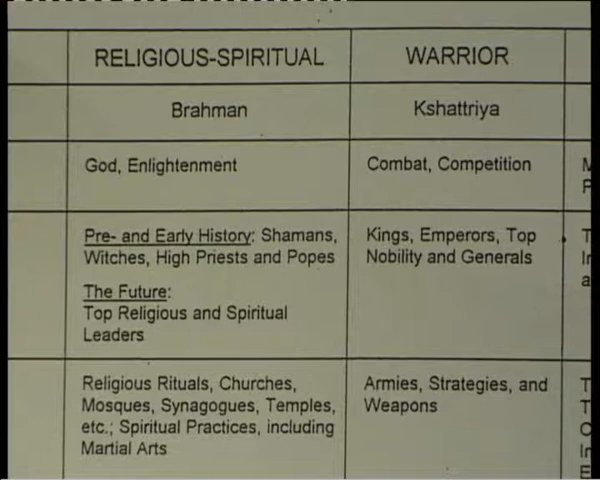 RELIGIOUS-SPIRITUAL
WARRIOR
Brahman
Kshattriya
God, Enlightenment
Combat, Competition
Pre- and Early History: Shamans,
Witches, High Priests and Popes
The Future:
Top Religious and Spiritual
Leaders
Kings, Emperors, Top
Nobility and Generals
Religious Rituals, Churches,
Mosques, Synagogues, Temples,
etc.; Spiritual Practices, including
Martial Arts
Armies, Strategies, and
Weapons